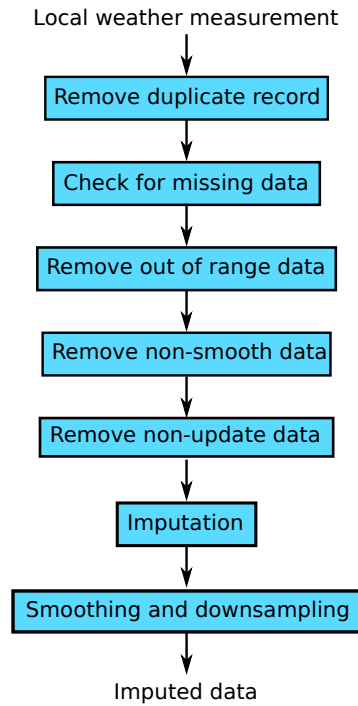 Local weather measurement
Remove duplicate record
Check for missing data
Remove out of range data
Remove non-smooth data
Remove non-update data
Imputation
Smoothing and downsampling
Imputed data